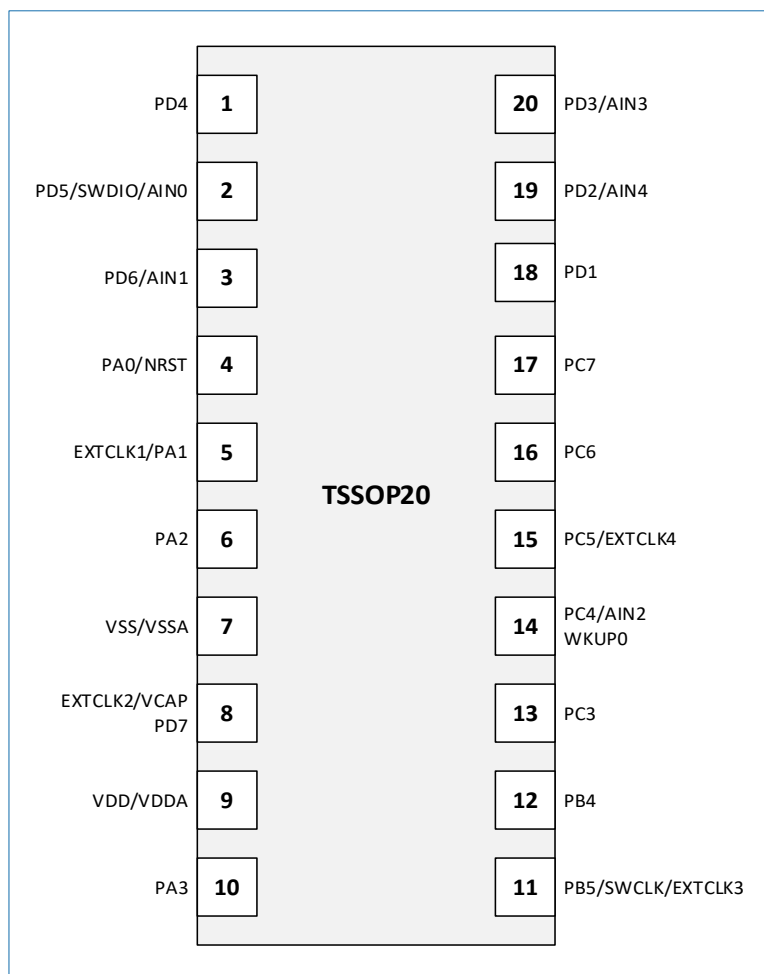 PD4 1 20 PD3/AIN3
PD5/SWDIO/AIN0 2 19 PD2/AIN4
PD6/AIN1 3 18 PD1
PA0/NRST 4 17 PC7
EXTCLK1/PA1 5 16 PC6
TSSOP20
PA2 6 15 PC5/EXTCLK4
VSS/VSSA 7 14 PC4/AIN2
WKUP0
EXTCLK2/VCAP
PD7 8 13 PC3
VDD/VDDA 9 12 PB4
PA3 10 11 PB5/SWCLK/EXTCLK3